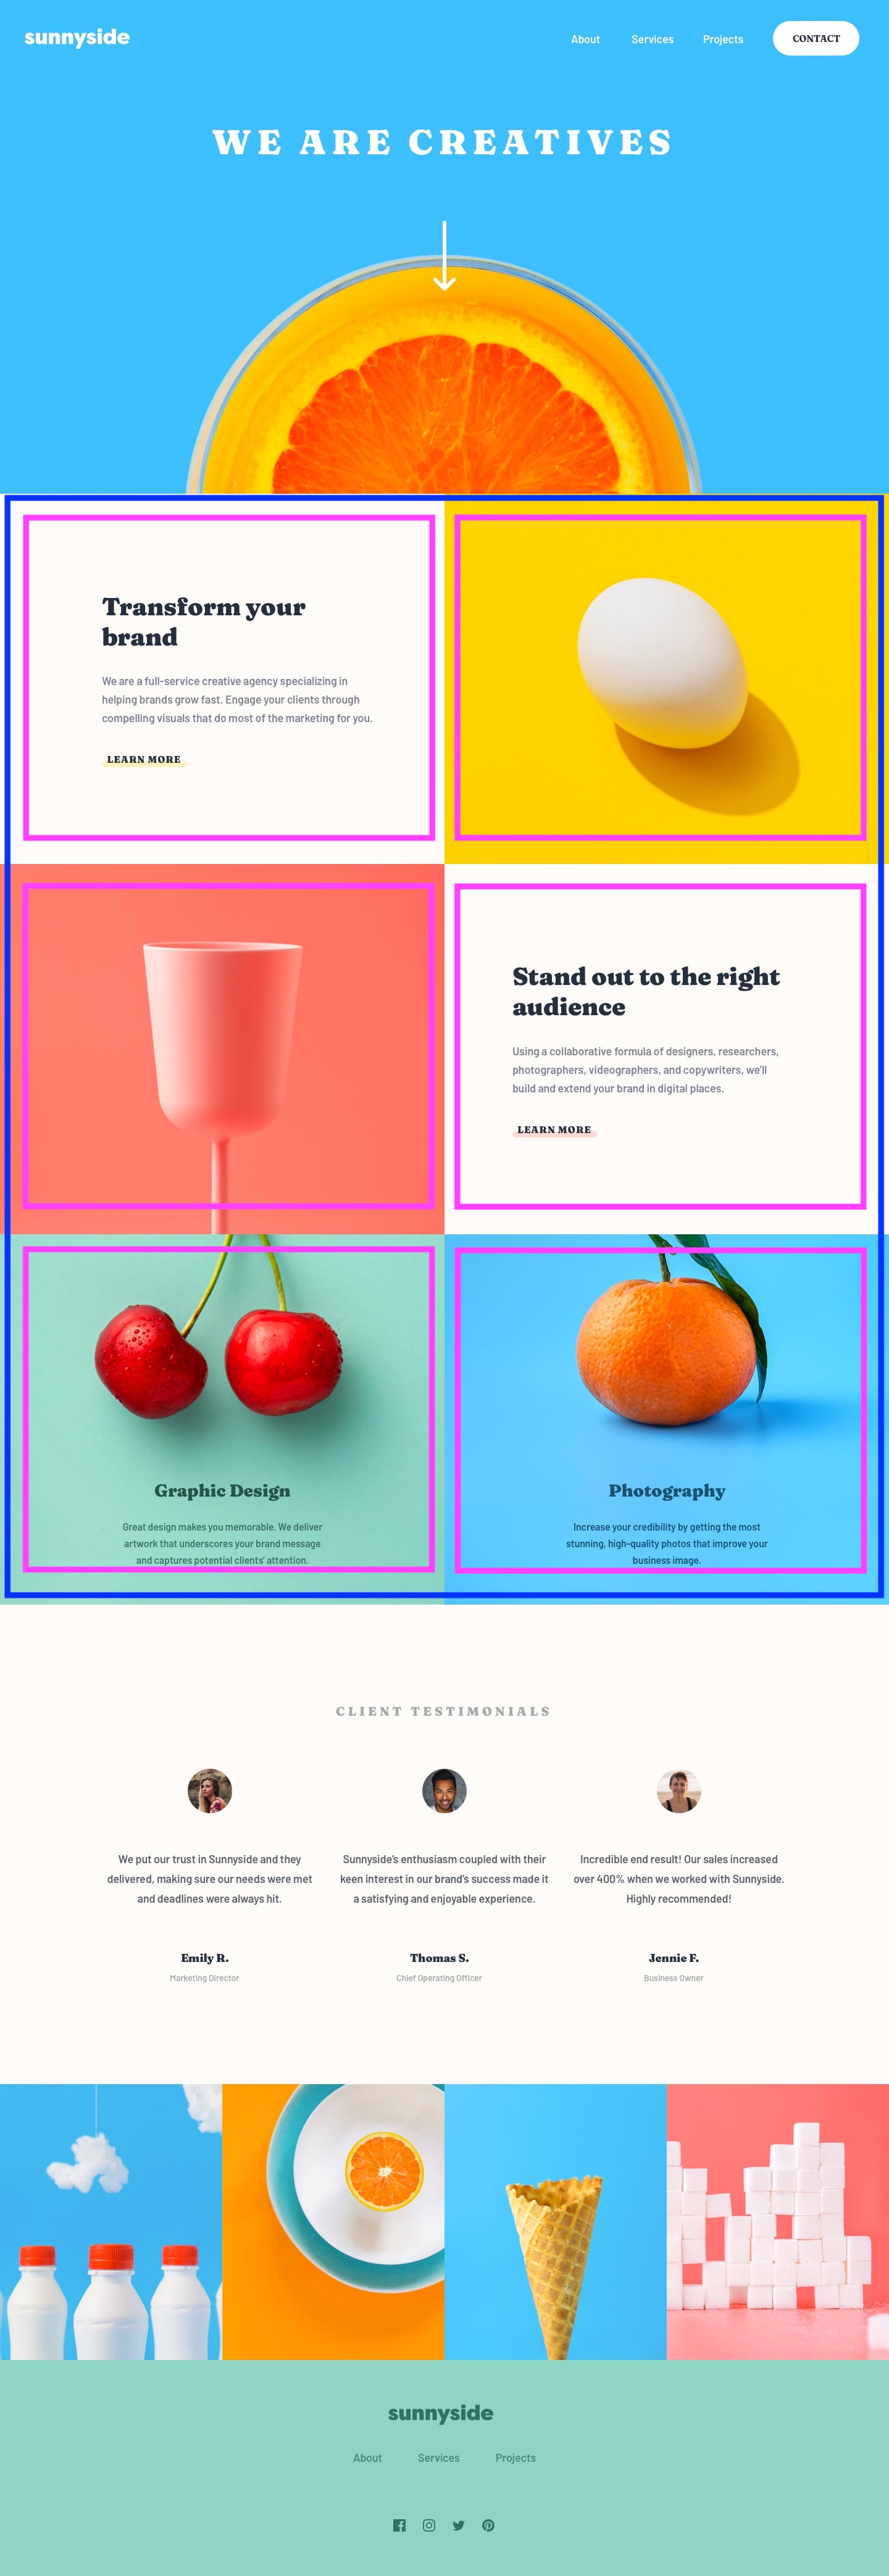 sunnyside
About
Services
Projects
CONTACT
WE ARE CREATIVES
Transform your
brand
We are a full-service creative agency specializing in
helping brands grow fast. Engage your clients through
compelling visuals that do most of the marketing for you.
LEARN MORE
Stand out to the right
audience
Using a collaborative formula of designers, researchers,
photographers, videographers, and copywriters, we'll
build and extend your brand in digital places.
LEARN MORE
Graphic Design
Great design makes you memorable. We deliver
artwork that underscores your brand message
and captures potential clients' attention.
Photography
Increase your credibility by getting the most
stunning, high-quality photos that improve your
business image.
CLIENT TESTIMONIALS
We put our trust in Sunnyside and they
delivered, making sure our needs were met
and deadlines were always hit.
Emily R.
Marketing Director
Sunnyside's enthusiasm coupled with their
keen interest in our brand's success made it
a satisfying and enjoyable experience.
Thomas S.
Chief Operating Officer
Incredible end result! Our sales increased
over 400% when we worked with Sunnyside.
Highly recommended!
Jennie F.
Business Owner
sunnyside
About
Services
Projects